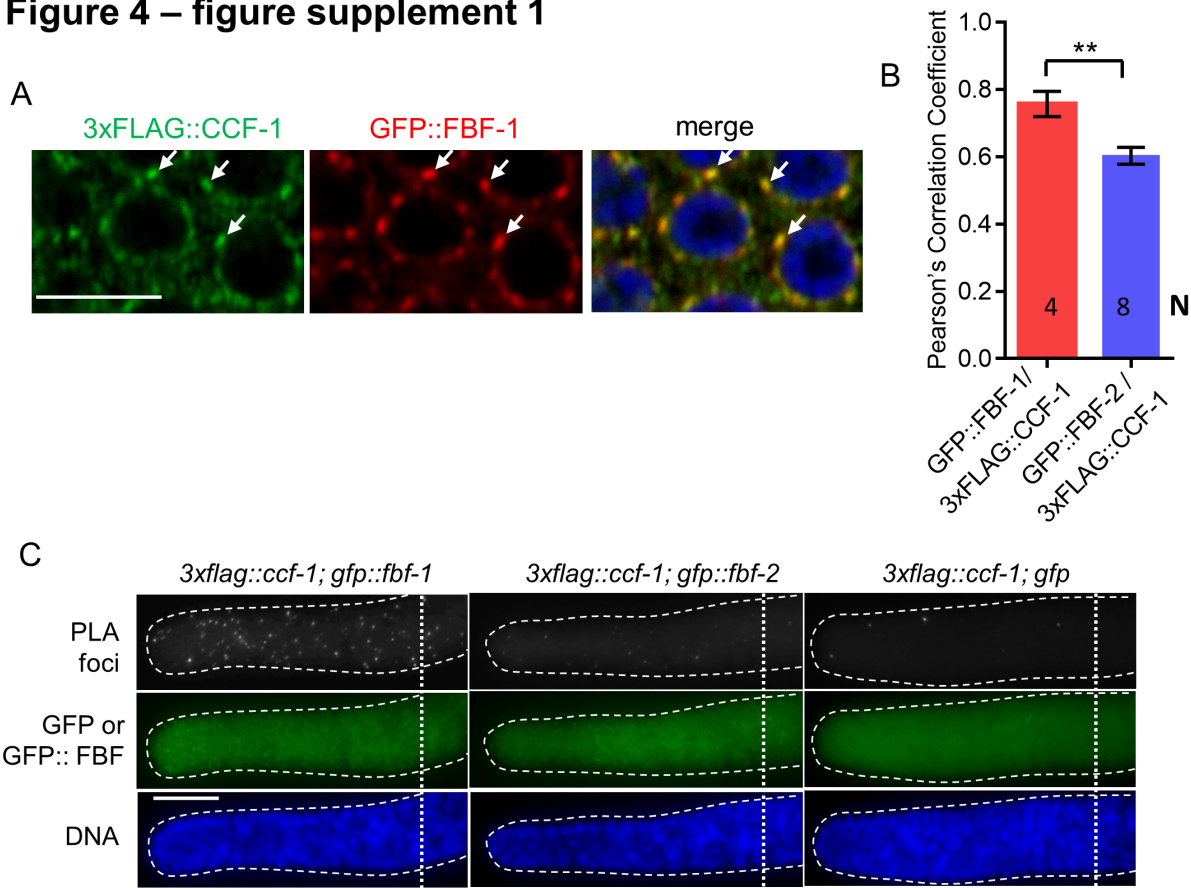 Figure 4 – figure supplement 1
A
3xFLAG::CCF-1
GFP::FBF-1
merge
B
Pearson's Correlation Coefficient
1.0
0.8
0.6
0.4
0.2
0.0
**
4
8
N
GFP::FBF-1/
3xFLAG::CCF-1
GFP::FBF-2 /
3xFLAG::CCF-1
C
3xflag::ccf-1; gfp::fbf-1
3xflag::ccf-1; gfp::fbf-2
3xflag::ccf-1; gfp
PLA
foci
GFP or
GFP:: FBF
DNA